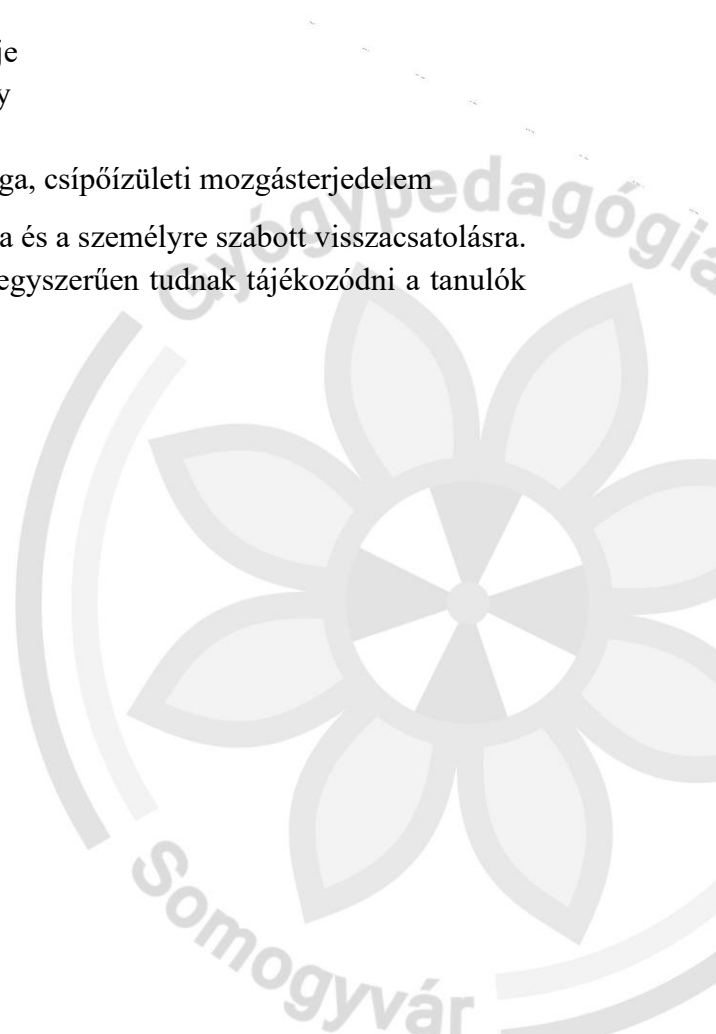 je
y
ga, csípőízületi mozgásterjedelem
a és a személyre szabott visszacsatolásra.
egyszerűen tudnak tájékozódni a tanulók
Gyógypedagógia
Somogyvár